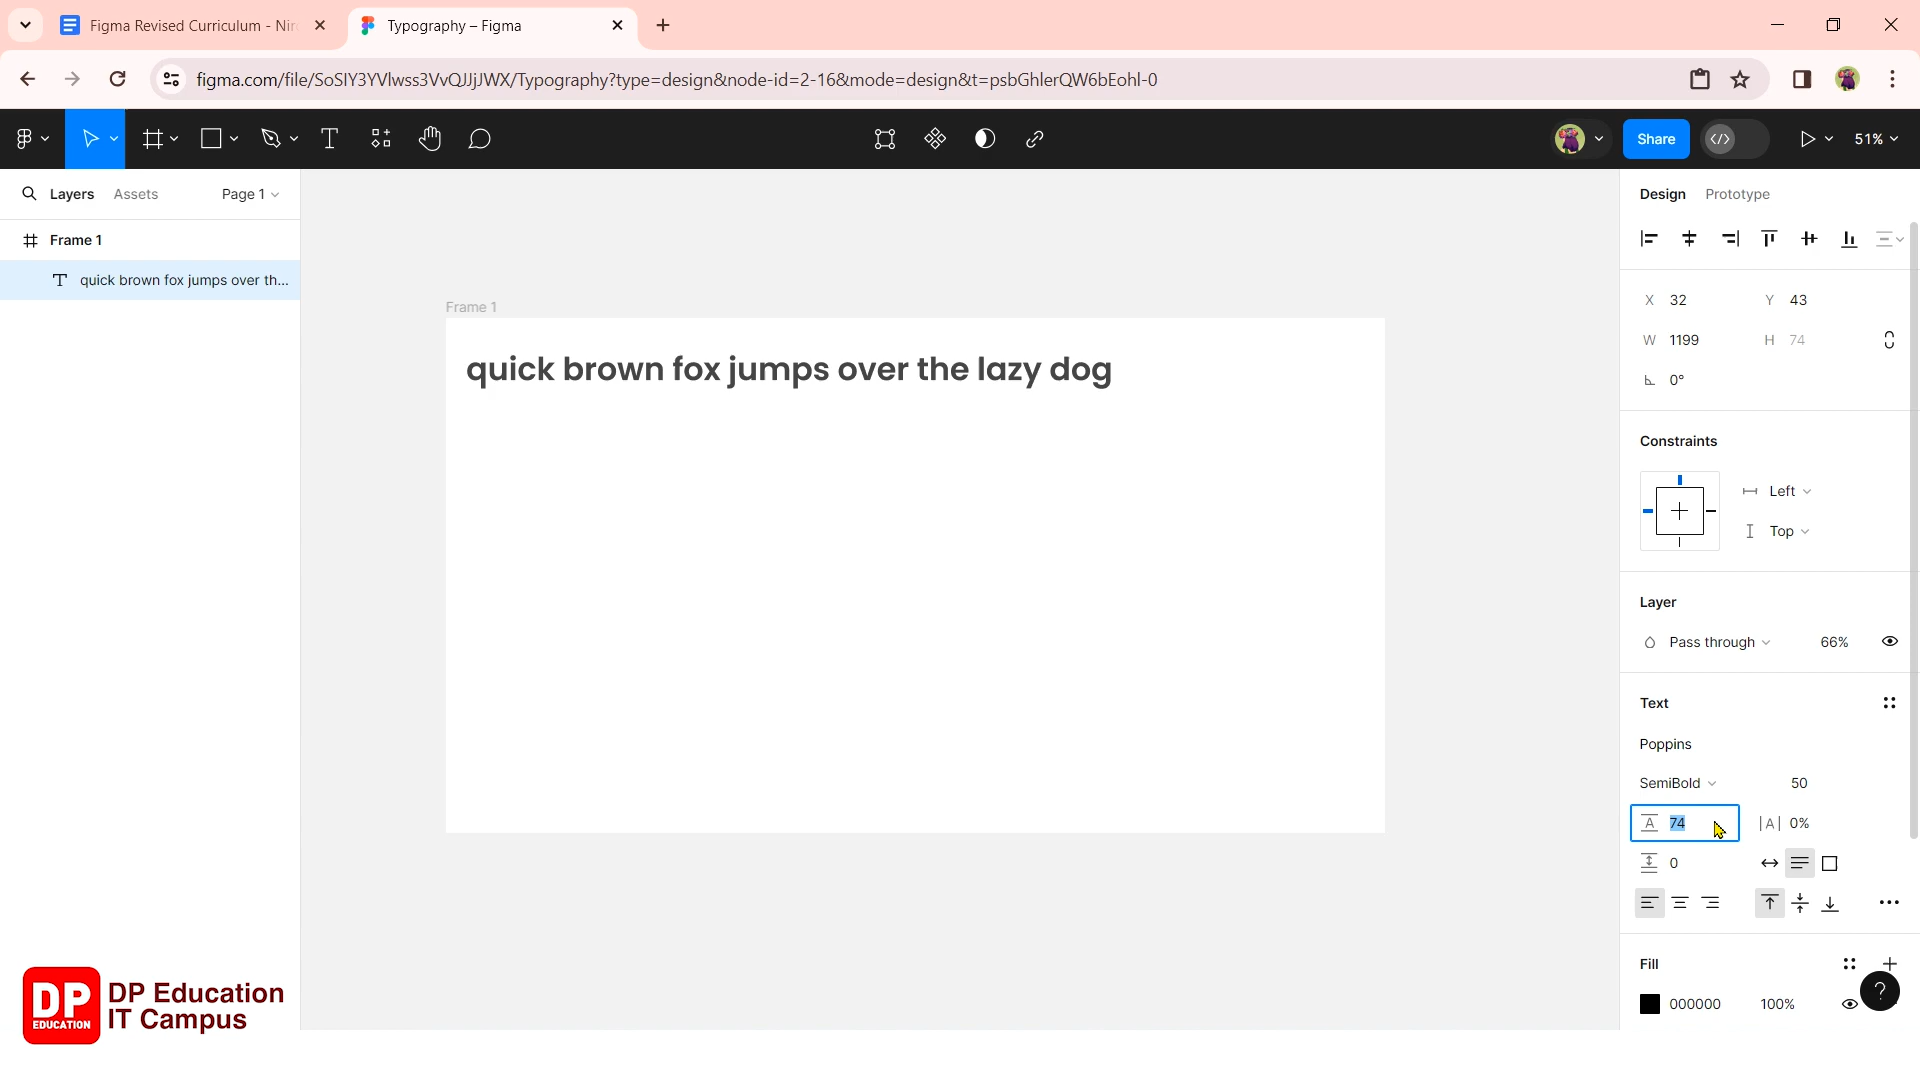 Figma Revised Curriculum - Nir
Typography – Figma
figma.com/file/SoSIY3YVlwss3VvQJJjJWX/Typography?type=design&node-id=2-16&mode=design&t=psbGhlerQW6bEohI-0
Share
51%
Layers
Assets
Page 1
Design
Prototype
Frame 1
quick brown fox jumps over th...
X 32
Y 43
W 1199
H 74
0°
Frame 1
quick brown fox jumps over the lazy dog
Constraints
Left
Top
Layer
Pass through
66%
Text
Poppins
SemiBold
50
A 74
|A| 0%
0
Fill
000000
100%
?
DP
EDUCATION
DP Education
IT Campus